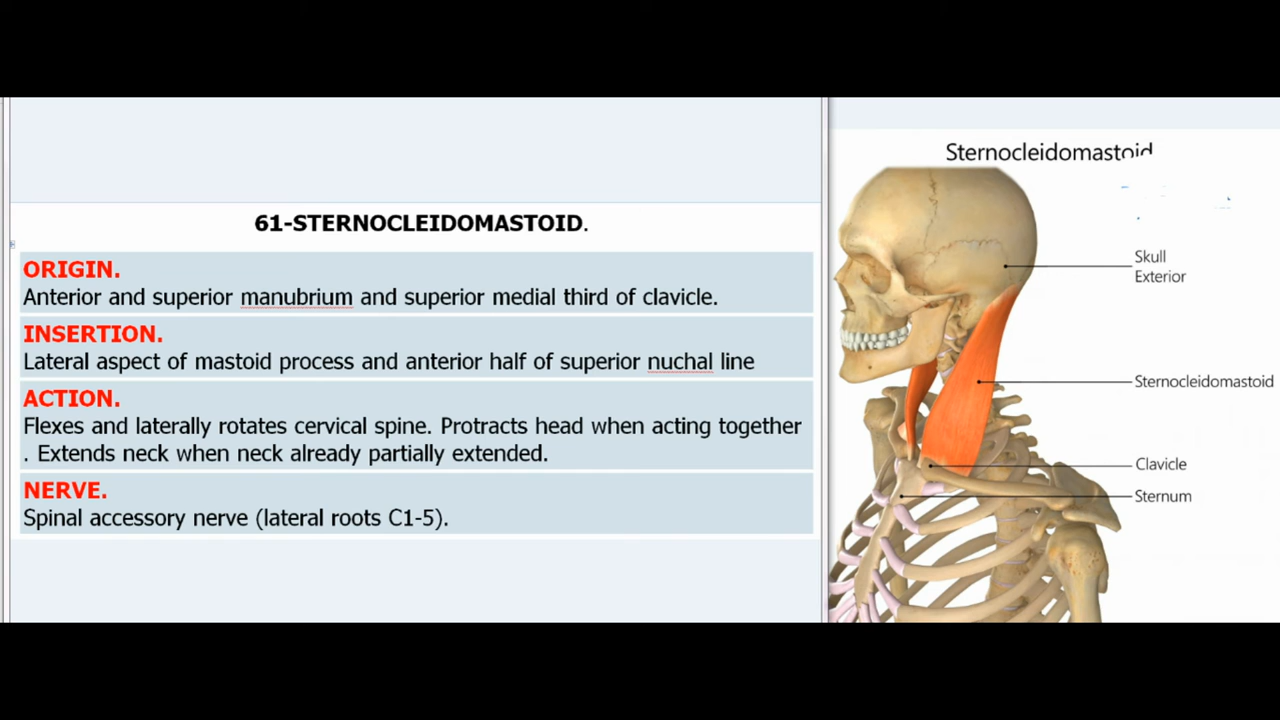 61-STERNOCLEIDOMASTOID.
ORIGIN.
Anterior and superior manubrium and superior medial third of clavicle.
INSERTION.
Lateral aspect of mastoid process and anterior half of superior nuchal line
ACTION.
Flexes and laterally rotates cervical spine. Protracts head when acting together
. Extends neck when neck already partially extended.
NERVE.
Spinal accessory nerve (lateral roots C1-5).
Sternocleidomastoid
Skull
Exterior
Sternocleidomastoid
Clavicle
Sternum